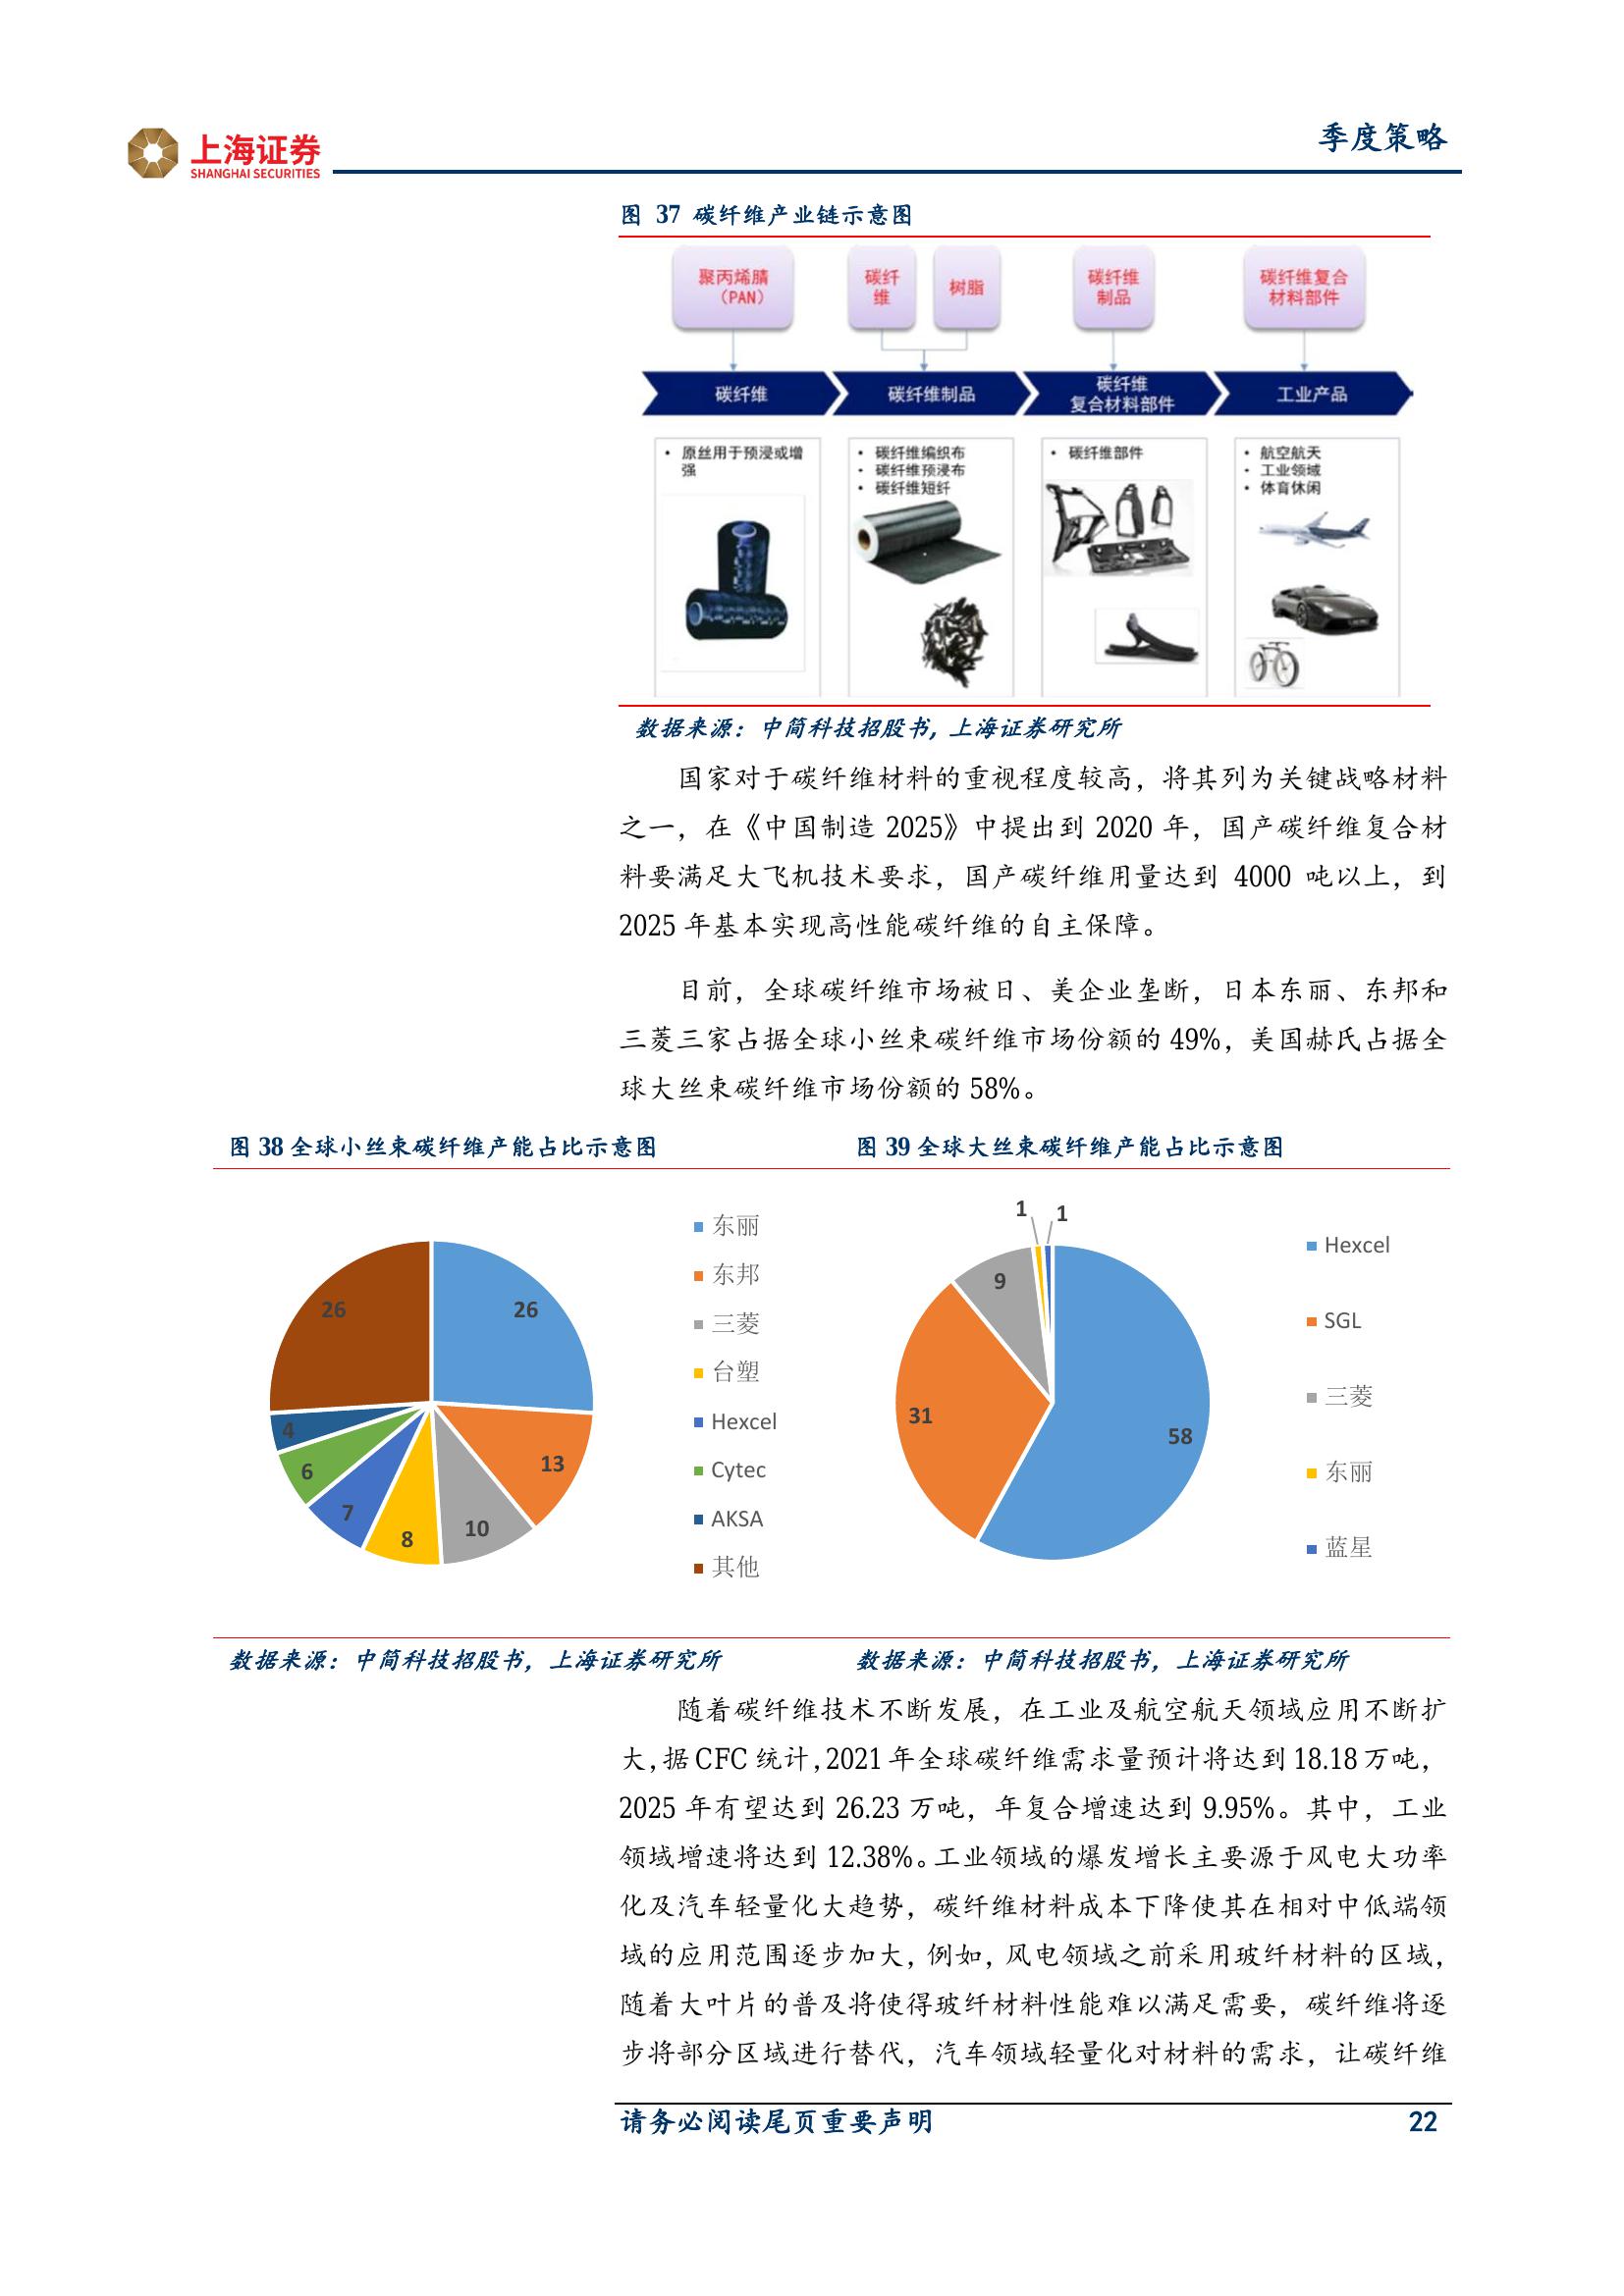 上海证券
SHANGHAI SECURITIES
季度策略
图 37 碳纤维产业链示意图
聚丙烯腈
（PAN）
碳纤
维
树脂
碳纤维
制品
碳纤维复合
材料部件
碳纤维
碳纤维制品
碳纤维
复合材料部件
工业产品
• 原丝用于预浸或增
强
• 碳纤维编织布
• 碳纤维预浸布
• 碳纤维短纤
• 碳纤维部件
• 航空航天
• 工业领域
• 体育休闲
数据来源：中简科技招股书, 上海证券研究所
国家对于碳纤维材料的重视程度较高，将其列为关键战略材料
之一，在《中国制造 2025》中提出到 2020 年，国产碳纤维复合材
料要满足大飞机技术要求，国产碳纤维用量达到 4000 吨以上，到
2025 年基本实现高性能碳纤维的自主保障。
目前，全球碳纤维市场被日、美企业垄断，日本东丽、东邦和
三菱三家占据全球小丝束碳纤维市场份额的 49%，美国赫氏占据全
球大丝束碳纤维市场份额的 58%。
图 38 全球小丝束碳纤维产能占比示意图
26
13
10
8
7
6
4
26
东丽
东邦
三菱
台塑
Hexcel
Cytec
AKSA
其他
数据来源：中简科技招股书，上海证券研究所
图 39 全球大丝束碳纤维产能占比示意图
58
31
9
1
1
Hexcel
SGL
三菱
东丽
蓝星
数据来源：中简科技招股书，上海证券研究所
随着碳纤维技术不断发展，在工业及航空航天领域应用不断扩
大，据 CFC 统计，2021 年全球碳纤维需求量预计将达到 18.18 万吨，
2025 年有望达到 26.23 万吨，年复合增速达到 9.95%。其中，工业
领域增速将达到 12.38%。工业领域的爆发增长主要源于风电大功率
化及汽车轻量化大趋势，碳纤维材料成本下降使其在相对中低端领
域的应用范围逐步加大，例如，风电领域之前采用玻纤材料的区域，
随着大叶片的普及将使得玻纤材料性能难以满足需要，碳纤维将逐
步将部分区域进行替代，汽车领域轻量化对材料的需求，让碳纤维
请务必阅读尾页重要声明
22